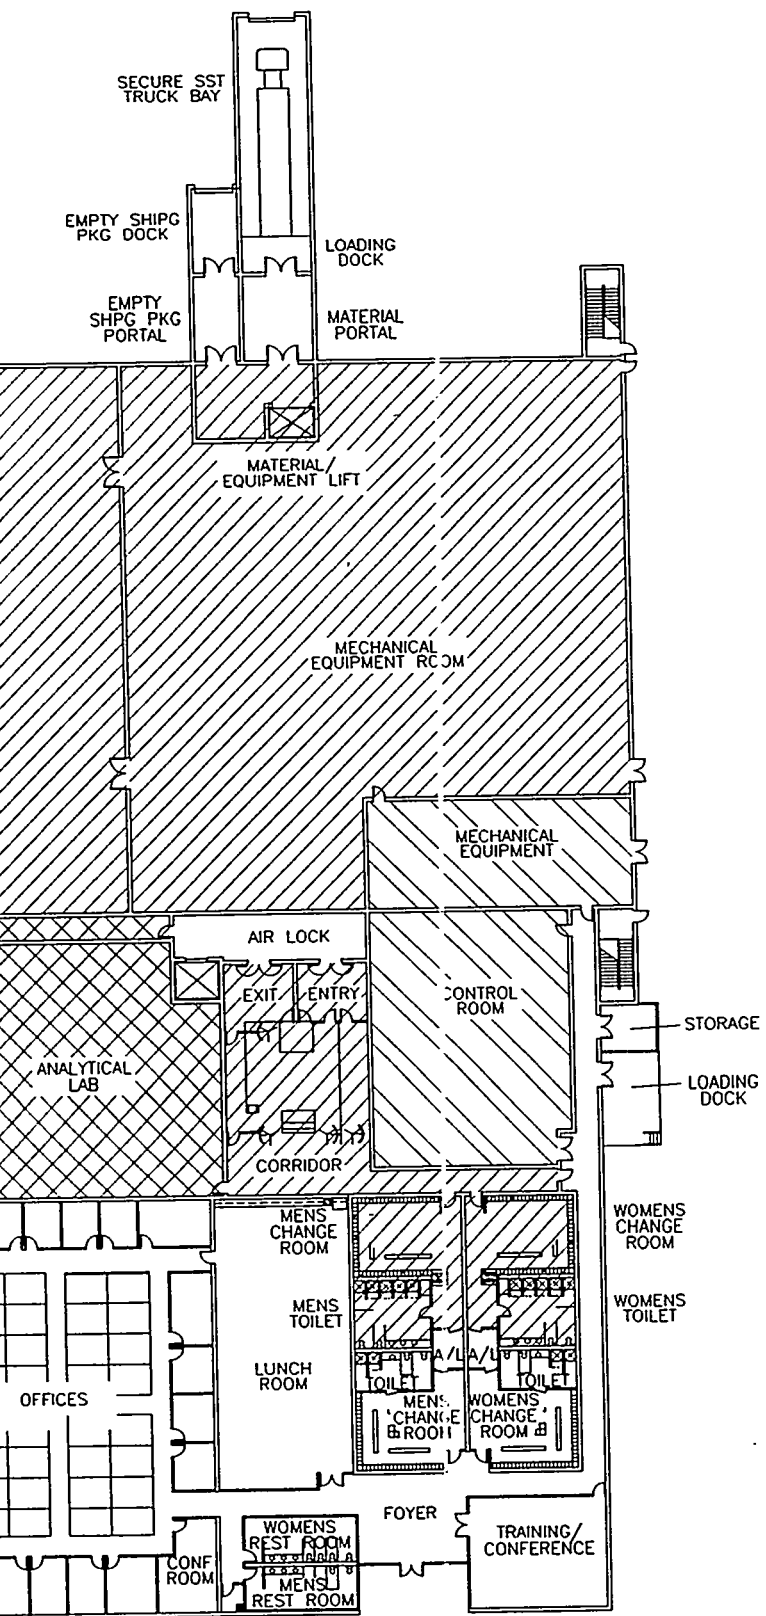 SECURE SST
TRUCK BAY
EMPTY SHIPG
PKG DOCK
LOADING
DOCK
EMPTY
SHPG PKG
PORTAL
MATERIAL
PORTAL
MATERIAL/
EQUIPMENT LIFT
MECHANICAL
EQUIPMENT ROOM
MECHANICAL
EQUIPMENT
AIR LOCK
EXIT
ENTRY
CONTROL
ROOM
STORAGE
ANALYTICAL
LAB
LOADING
DOCK
CORRIDOR
MENS
CHANGE
ROOM
WOMENS
CHANGE
ROOM
MENS
TOILET
WOMENS
TOILET
A/L
A/L
LUNCH
ROOM
TOILET
TOILET
OFFICES
MENS
CHANGE
ROOM
WOMENS
CHANGE
ROOM
FOYER
WOMENS
REST ROOM
TRAINING/
CONFERENCE
CONF
ROOM
MENS
REST ROOM